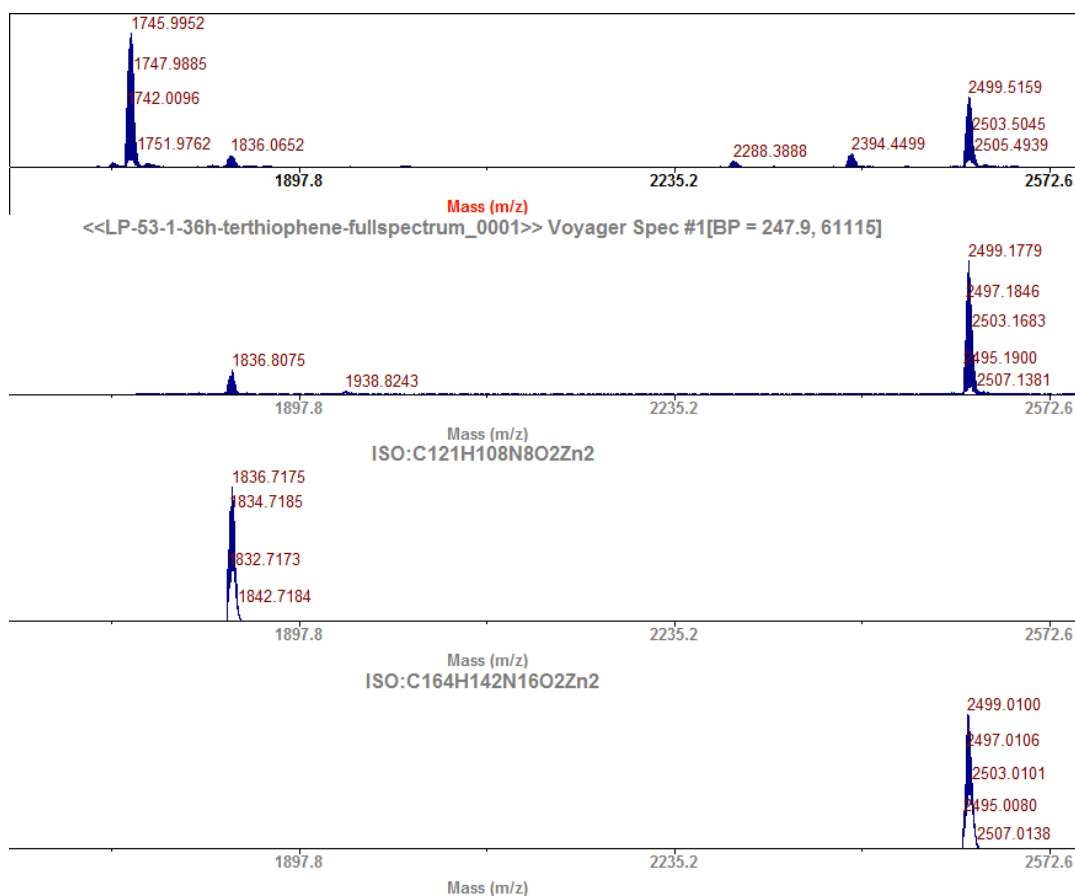 1745.9952
1747.9885
1742.0096
1751.9762
1836.0652
2288.3888
2394.4499
2499.5159
2503.5045
2505.4939
1897.8 2235.2 2572.6
Mass (m/z)
<<LP-53-1-36h-terthiophene-fullspectrum_0001>> Voyager Spec #1[BP = 247.9, 61115]
2499.1779
2497.1846
2503.1683
2495.1900
2507.1381
1836.8075
1938.8243
1897.8 2235.2 2572.6
Mass (m/z)
ISO:C121H108N8O2Zn2
1836.7175
1834.7185
1832.7173
1842.7184
1897.8 2235.2 2572.6
Mass (m/z)
ISO:C164H142N16O2Zn2
2499.0100
2497.0106
2503.0101
2495.0080
2507.0138
1897.8 2235.2 2572.6
Mass (m/z)